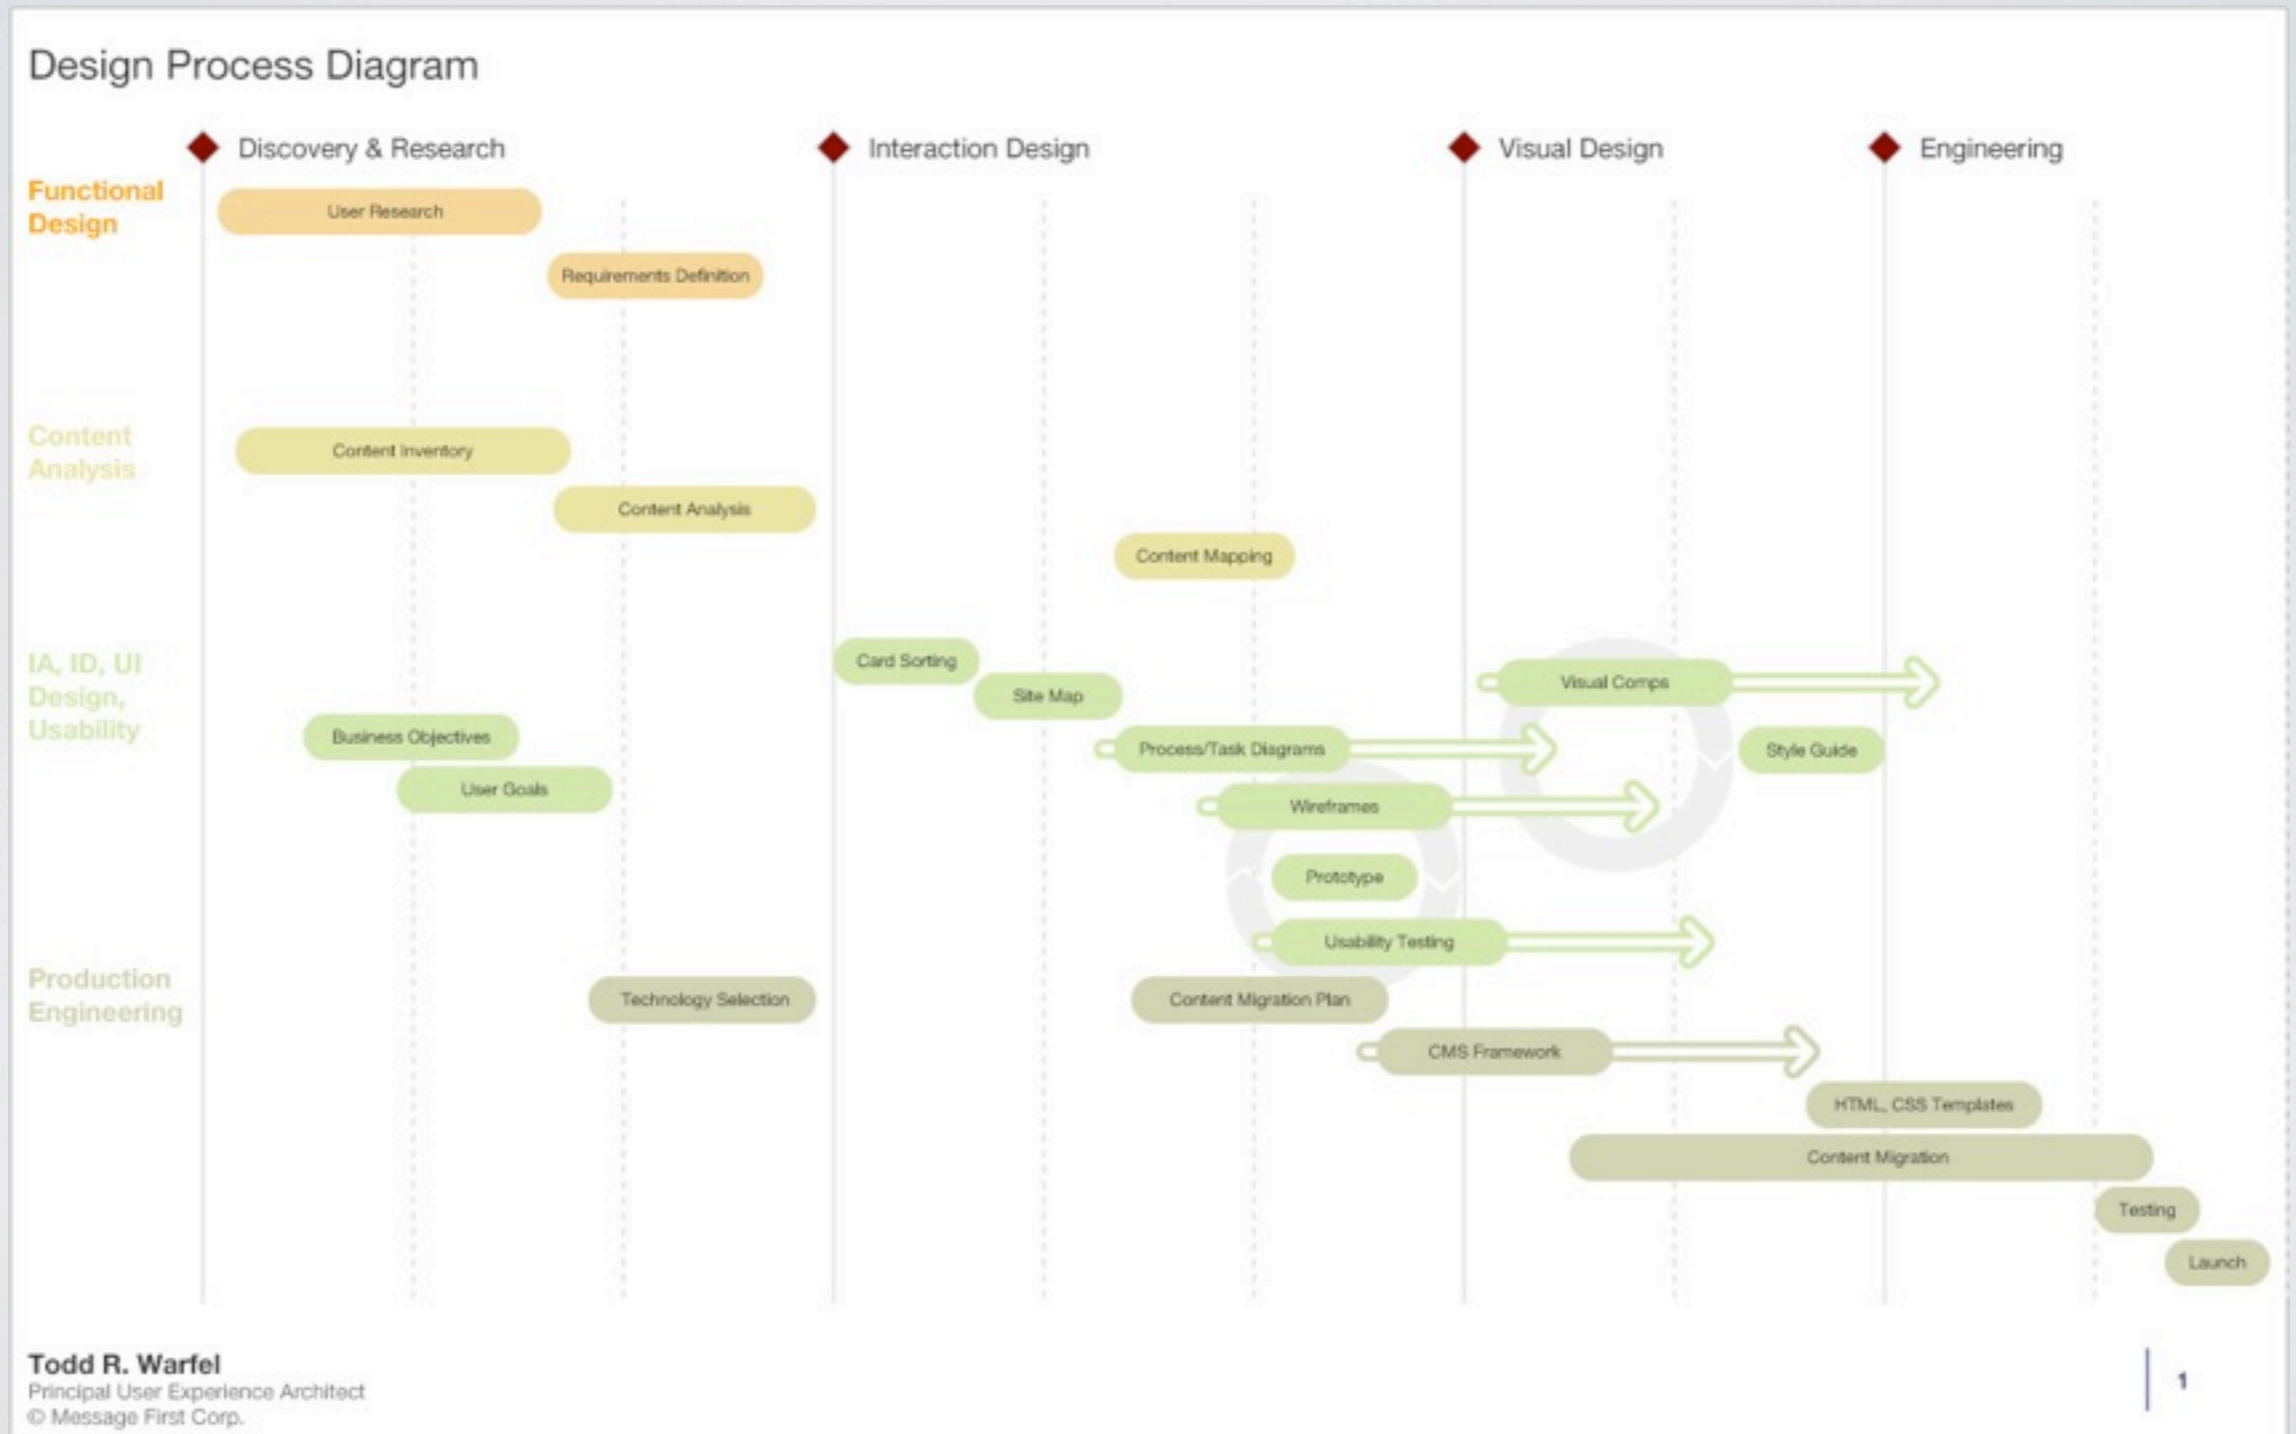 Design Process Diagram
Discovery & Research
Interaction Design
Visual Design
Engineering
Functional
Design
User Research
Requirements Definition
Content
Analysis
Content Inventory
Content Analysis
Content Mapping
IA, ID, UI
Design,
Usability
Card Sorting
Site Map
Visual Comps
Business Objectives
Process/Task Diagrams
Style Guide
User Goals
Wireframes
Prototype
Usability Testing
Production
Engineering
Technology Selection
Content Migration Plan
CMS Framework
HTML, CSS Templates
Content Migration
Testing
Launch
Todd R. Warfel
Principal User Experience Architect
© Message First Corp.
1